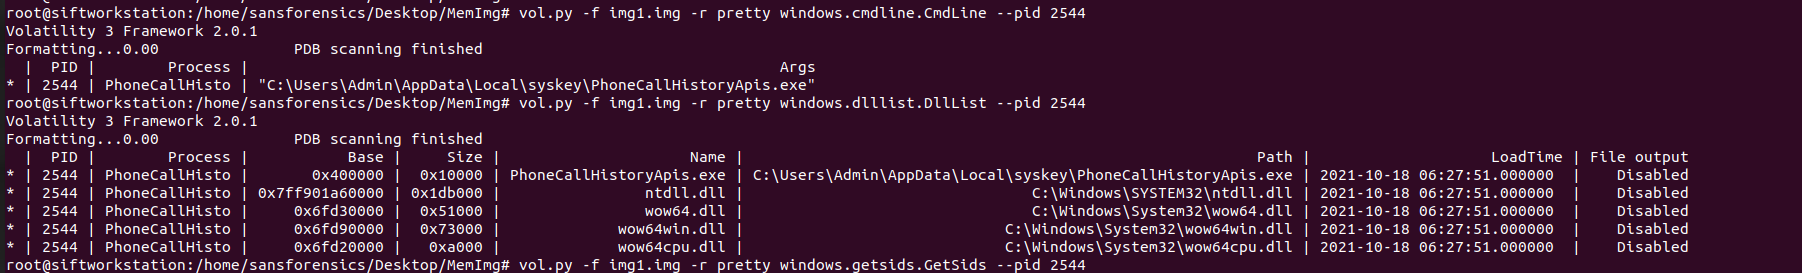 root@siftworkstation:/home/sansforensics/Desktop/MemImg# vol.py -f img1.img -r pretty windows.cmdline.CmdLine --pid 2544
Volatility 3 Framework 2.0.1
Formatting...0.00               PDB scanning finished
  |  PID |         Process |                                                                Args
* | 2544 | PhoneCallHisto | "C:\Users\Admin\AppData\Local\syskey\PhoneCallHistoryApis.exe"
root@siftworkstation:/home/sansforensics/Desktop/MemImg# vol.py -f img1.img -r pretty windows.dlllist.DllList --pid 2544
Volatility 3 Framework 2.0.1
Formatting...0.00               PDB scanning finished
  |  PID |        Process |           Base |    Size |                     Name |                                                         Path |                   LoadTime | File output
* | 2544 | PhoneCallHisto |       0x400000 | 0x10000 | PhoneCallHistoryApis.exe | C:\Users\Admin\AppData\Local\syskey\PhoneCallHistoryApis.exe | 2021-10-18 06:27:51.000000 |    Disabled
* | 2544 | PhoneCallHisto | 0x7ff901a60000 | 0x1db000 |                ntdll.dll |                                C:\Windows\SYSTEM32\ntdll.dll | 2021-10-18 06:27:51.000000 |    Disabled
* | 2544 | PhoneCallHisto |     0x6fd30000 | 0x51000 |                wow64.dll |                                C:\Windows\System32\wow64.dll | 2021-10-18 06:27:51.000000 |    Disabled
* | 2544 | PhoneCallHisto |     0x6fd90000 | 0x73000 |             wow64win.dll |                             C:\Windows\System32\wow64win.dll | 2021-10-18 06:27:51.000000 |    Disabled
* | 2544 | PhoneCallHisto |     0x6fd20000 |  0xa000 |             wow64cpu.dll |                             C:\Windows\System32\wow64cpu.dll | 2021-10-18 06:27:51.000000 |    Disabled
root@siftworkstation:/home/sansforensics/Desktop/MemImg# vol.py -f img1.img -r pretty windows.getsids.GetSids --pid 2544